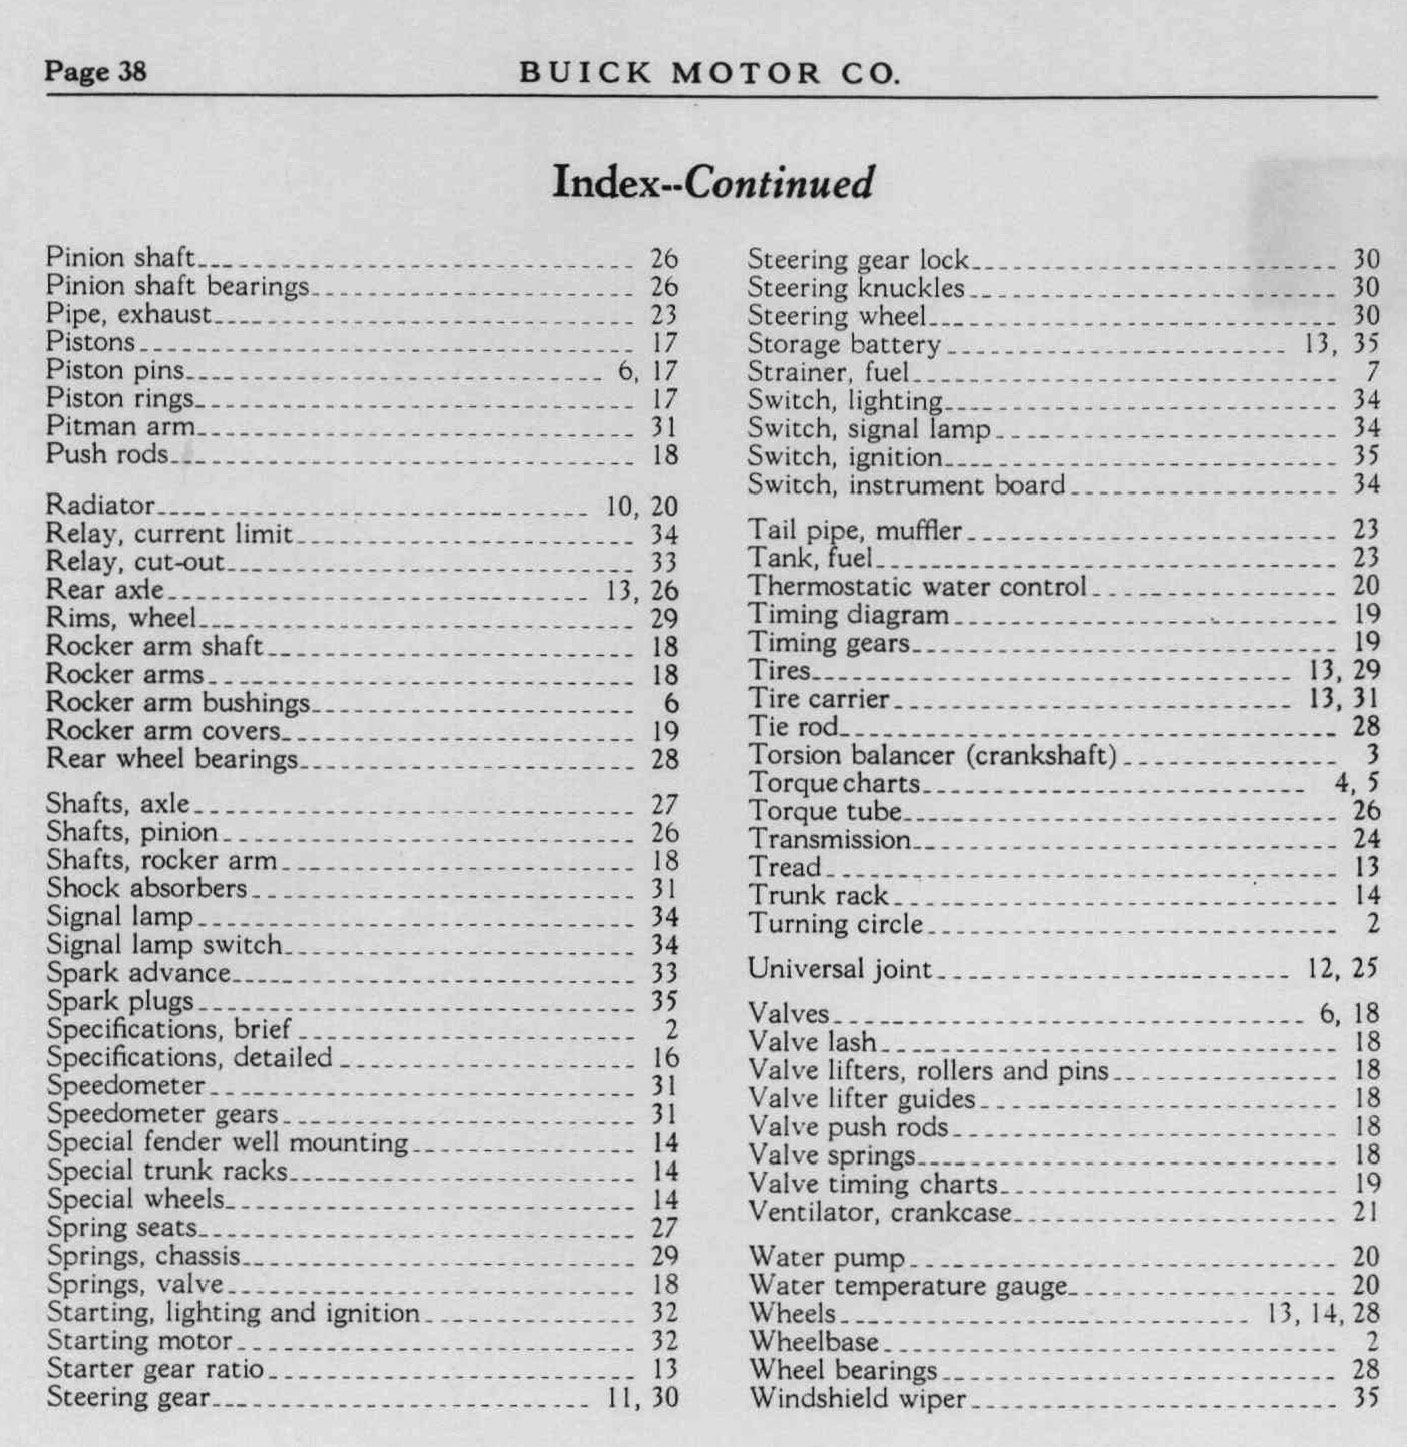 Page 38
BUICK MOTOR CO.
Index--Continued
Pinion shaft 26
Pinion shaft bearings 26
Pipe, exhaust 23
Pistons 17
Piston pins 6, 17
Piston rings 17
Pitman arm 31
Push rods 18
Radiator 10, 20
Relay, current limit 34
Relay, cut-out 33
Rear axle 13, 26
Rims, wheel 29
Rocker arm shaft 18
Rocker arms 18
Rocker arm bushings 6
Rocker arm covers 19
Rear wheel bearings 28
Shafts, axle 27
Shafts, pinion 26
Shafts, rocker arm 18
Shock absorbers 31
Signal lamp 34
Signal lamp switch 34
Spark advance 33
Spark plugs 35
Specifications, brief 2
Specifications, detailed 16
Speedometer 31
Speedometer gears 31
Special fender well mounting 14
Special trunk racks 14
Special wheels 14
Spring seats 27
Springs, chassis 29
Springs, valve 18
Starting, lighting and ignition 32
Starting motor 32
Starter gear ratio 13
Steering gear 11, 30
Steering gear lock 30
Steering knuckles 30
Steering wheel 30
Storage battery 13, 35
Strainer, fuel 7
Switch, lighting 34
Switch, signal lamp 34
Switch, ignition 35
Switch, instrument board 34
Tail pipe, muffler 23
Tank, fuel 23
Thermostatic water control 20
Timing diagram 19
Timing gears 19
Tires 13, 29
Tire carrier 13, 31
Tie rod 28
Torsion balancer (crankshaft) 3
Torque charts 4, 5
Torque tube 26
Transmission 24
Tread 13
Trunk rack 14
Turning circle 2
Universal joint 12, 25
Valves 6, 18
Valve lash 18
Valve lifters, rollers and pins 18
Valve lifter guides 18
Valve push rods 18
Valve springs 18
Valve timing charts 19
Ventilator, crankcase 21
Water pump 20
Water temperature gauge 20
Wheels 13, 14, 28
Wheelbase 2
Wheel bearings 28
Windshield wiper 35